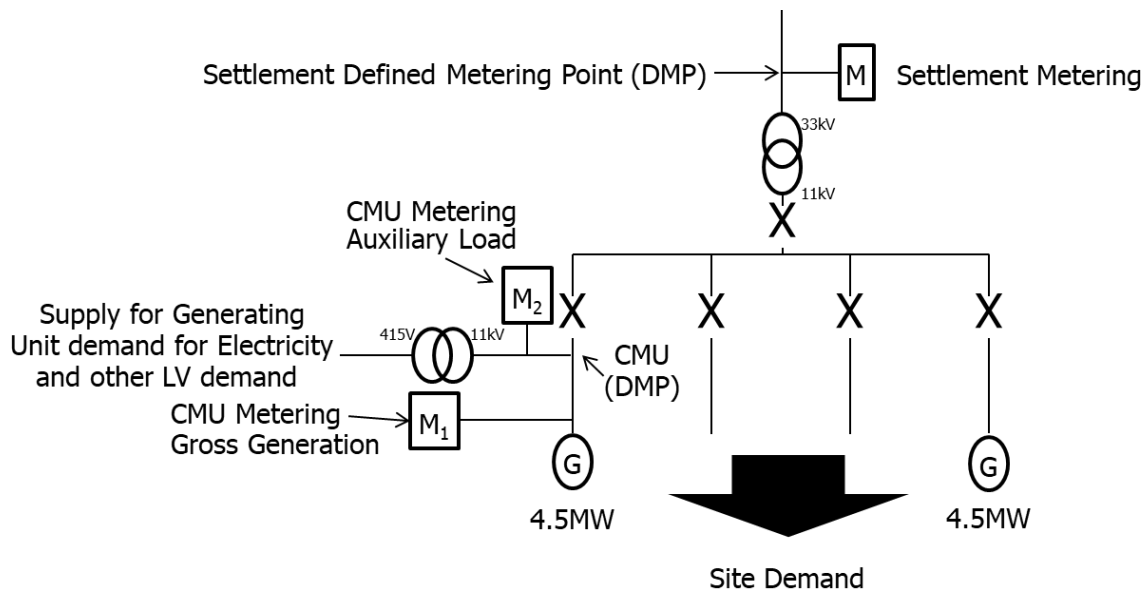 Settlement Defined Metering Point (DMP)
M
Settlement Metering
33kV
11kV
X
CMU Metering
Auxiliary Load
M₂
X
X
X
X
Supply for Generating
Unit demand for Electricity
and other LV demand
415V
11kV
CMU
(DMP)
CMU Metering
Gross Generation
M₁
G
G
4.5MW
4.5MW
Site Demand